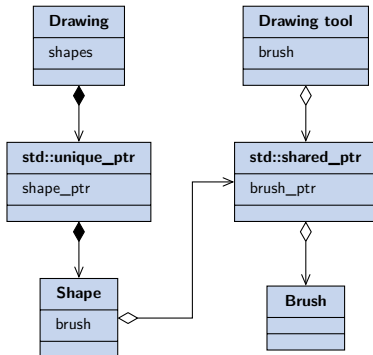 Drawing
shapes
Drawing tool
brush
std::unique_ptr
shape_ptr
std::shared_ptr
brush_ptr
Shape
brush
Brush